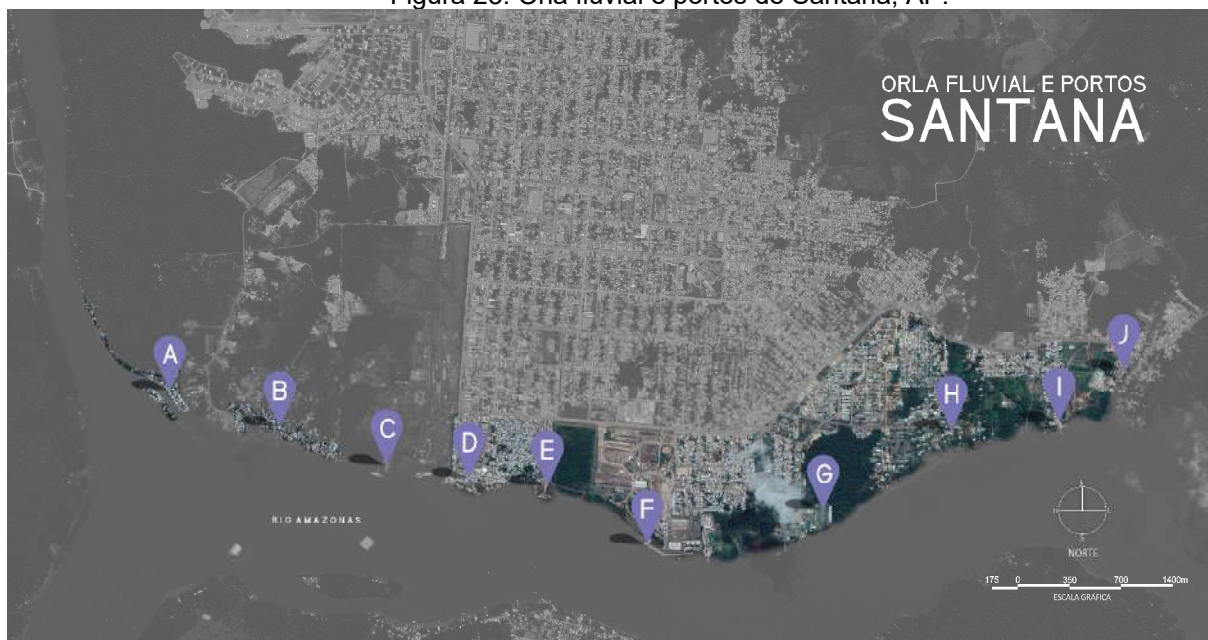 Figura 25. Orla fluvial e portos de Santana, AP.
ORLA FLUVIAL E PORTOS
SANTANA
A
B
C
D
E
F
G
H
I
J
RIO AMAZONAS
E
S
NORTE
175 0 350 700 1400m
ESCALA GRÁFICA